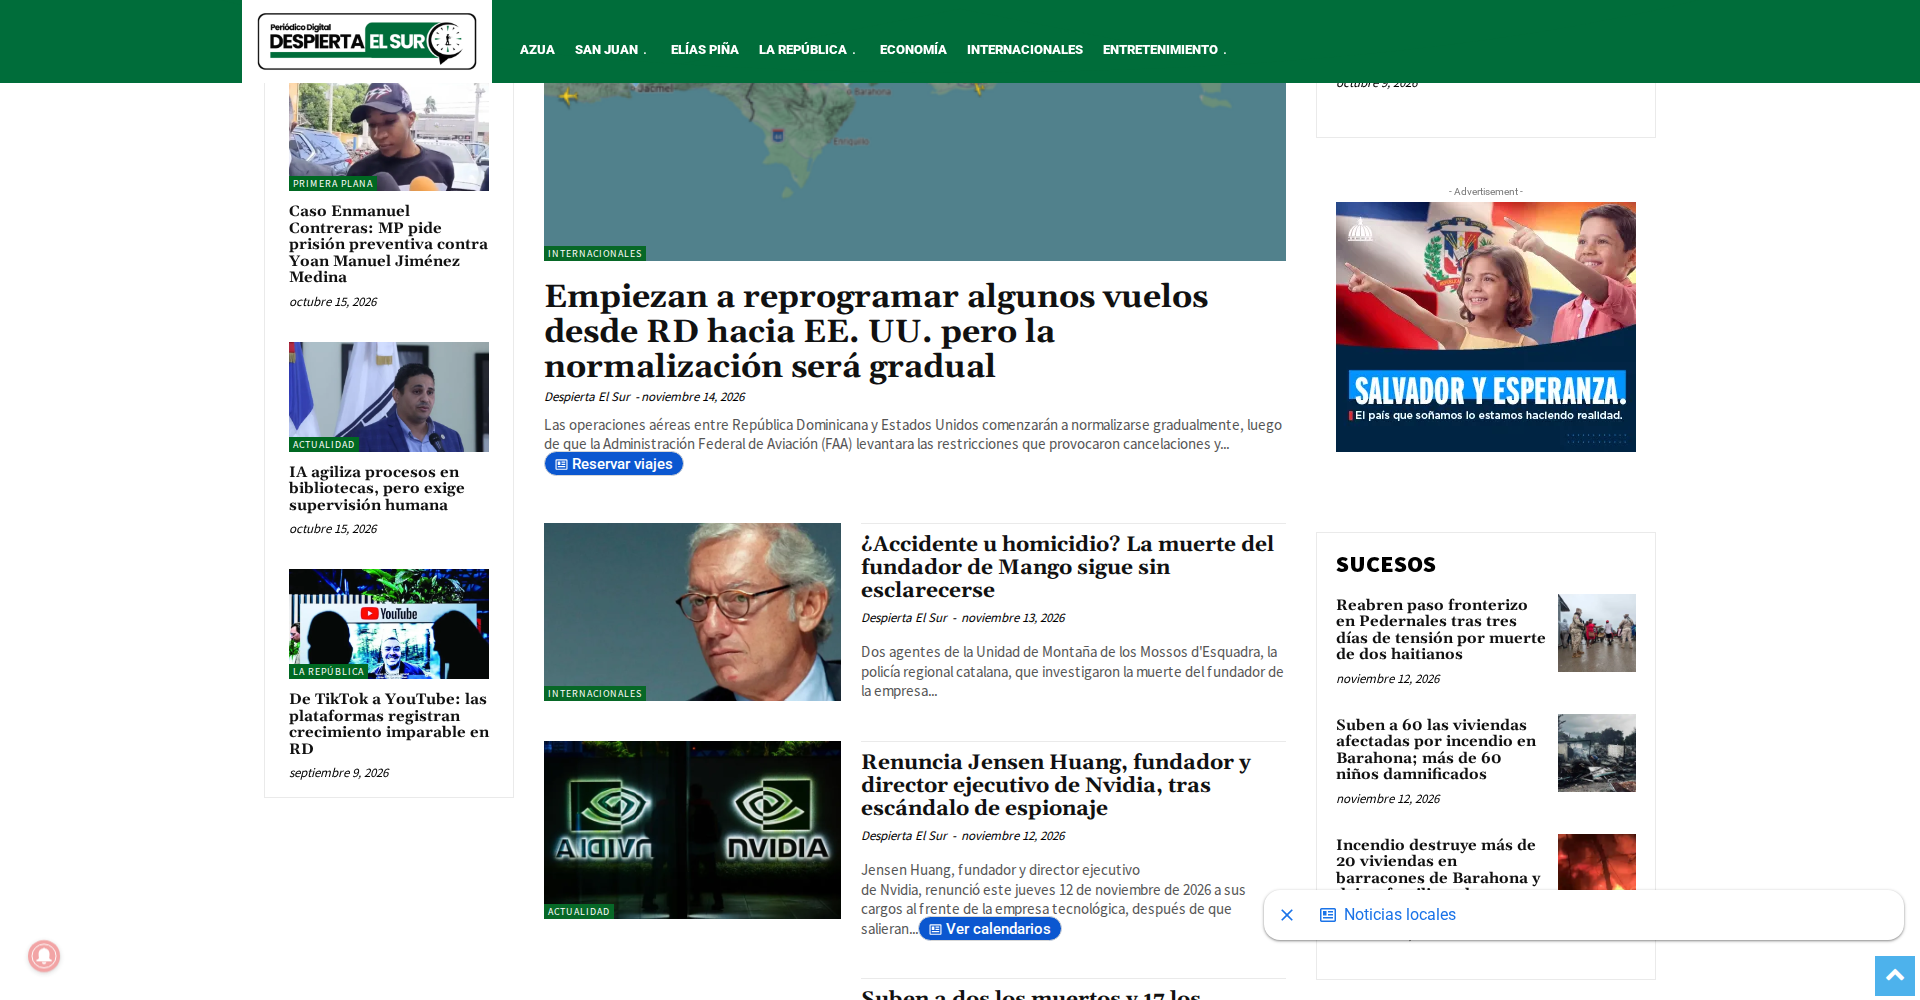 Periódico Digital
DESPIERTA EL SUR
AZUA
SAN JUAN
ELÍAS PIÑA
LA REPÚBLICA
ECONOMÍA
INTERNACIONALES
ENTRETENIMIENTO
PRIMERA PLANA
Caso Enmanuel
Contreras: MP pide
prisión preventiva contra
Yoan Manuel Jiménez
Medina
octubre 15, 2026
ACTUALIDAD
IA agiliza procesos en
bibliotecas, pero exige
supervisión humana
octubre 15, 2026
YouTube
LA REPÚBLICA
De TikTok a YouTube: las
plataformas registran
crecimiento imparable en
RD
septiembre 9, 2026
Jacmel
Barahona
INTERNACIONALES
Empiezan a reprogramar algunos vuelos
desde RD hacia EE. UU. pero la
normalización será gradual
Despierta El Sur - noviembre 14, 2026
Las operaciones aéreas entre República Dominicana y Estados Unidos comenzarán a normalizarse gradualmente, luego
de que la Administración Federal de Aviación (FAA) levantara las restricciones que provocaron cancelaciones y...
Reservar viajes
INTERNACIONALES
¿Accidente u homicidio? La muerte del
fundador de Mango sigue sin
esclarecerse
Despierta El Sur - noviembre 13, 2026
Dos agentes de la Unidad de Montaña de los Mossos d'Esquadra, la
policía regional catalana, que investigaron la muerte del fundador de
la empresa...
NVIDIA
ACTUALIDAD
Renuncia Jensen Huang, fundador y
director ejecutivo de Nvidia, tras
escándalo de espionaje
Despierta El Sur - noviembre 12, 2026
Jensen Huang, fundador y director ejecutivo
de Nvidia, renunció este jueves 12 de noviembre de 2026 a sus
cargos al frente de la empresa tecnológica, después de que
salieran...
Ver calendarios
Suben a dos los muertos y 17 los
octubre 9, 2026
- Advertisement -
SALVADOR Y ESPERANZA.
El país que soñamos lo estamos haciendo realidad.
SUCESOS
Reabren paso fronterizo
en Pedernales tras tres
días de tensión por muerte
de dos haitianos
noviembre 12, 2026
Suben a 60 las viviendas
afectadas por incendio en
Barahona; más de 60
niños damnificados
noviembre 12, 2026
Incendio destruye más de
20 viviendas en
barracones de Barahona y
Noticias locales